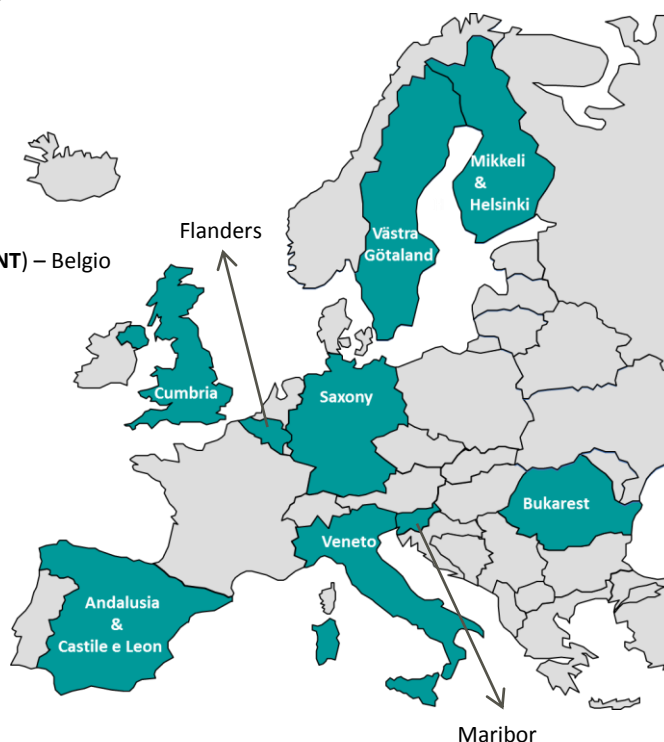 Mikkeli
&
Helsinki
Flanders
Västra
Götaland
NT) – Belgio
Cumbria
Saxony
Bukarest
Veneto
Andalusia
&
Castile e Leon
Maribor